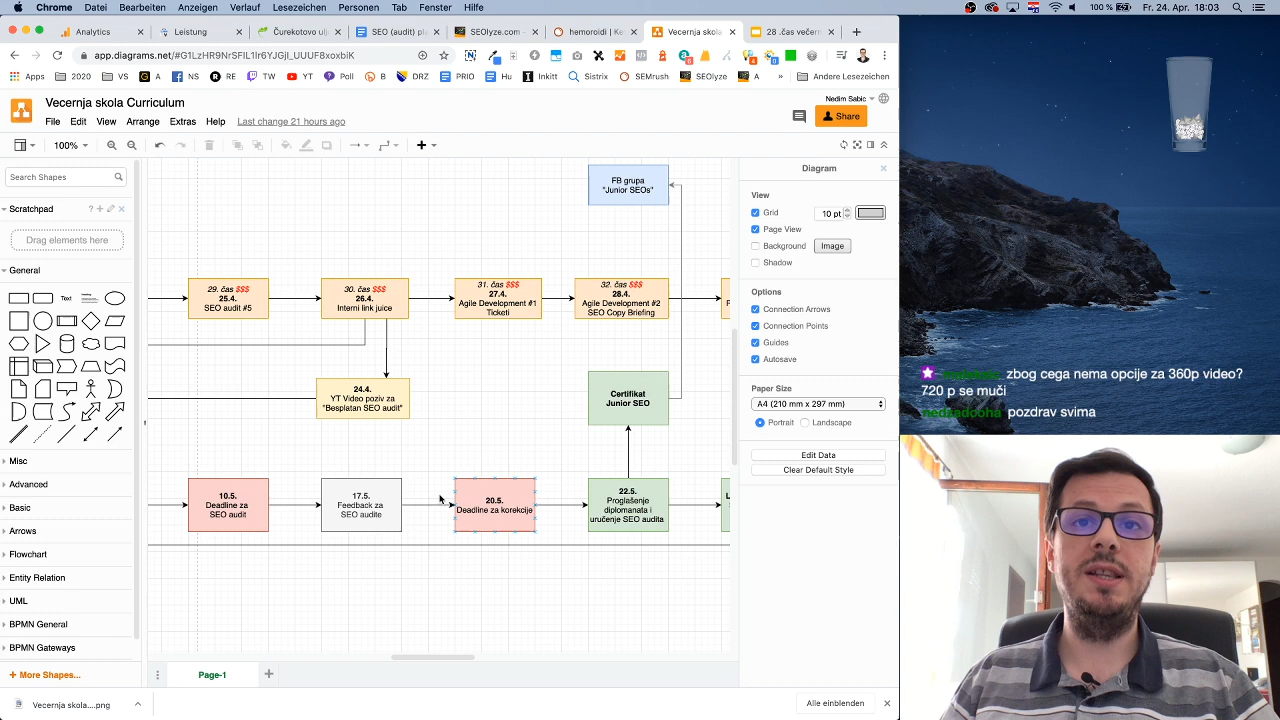 Chrome Datei Bearbeiten Anzeigen Verlauf Lesezeichen Personen Tab Fenster Hilfe
100 % Fr. 24. Apr. 18:03
Analytics
Leistung
Čurekotovo ulj
SEO (audit) pl
SEOlyze.com -
hemoroidi | Ke
Vecernja skola
28 .čas večern
app.diagrams.net/#G1LzHR9NrSFIL1Ir6YJGjI_UUUF8xoxbiK
Apps 2020 VS A NS RE TW YT Poll B DRZ PRIO Hu Inkitt Sistrix SEMrush SEOlyze A » Andere Lesezeichen
Vecernja skola Curriculum
Nedim Sabic
File Edit View Arrange Extras Help Last change 21 hours ago
Share
100%
Search Shapes
Scratchpad
Drag elements here
General
Text
Misc
Advanced
Basic
Arrows
Flowchart
Entity Relation
UML
BPMN General
BPMN Gateways
+ More Shapes...
FB grupa
"Junior SEOs"
29. čas $$$
25.4.
SEO audit #5
30. čas $$$
26.4.
Interni link juice
31. čas $$$
27.4.
Agile Development #1
Ticketi
32. čas $$$
28.4.
Agile Development #2
SEO Copy Briefing
24.4.
YT Video poziv za
"Besplatan SEO audit"
Certifikat
Junior SEO
10.5.
Deadline za
SEO audit
17.5.
Feedback za
SEO audite
20.5.
Deadline za korekcije
22.5.
Proglašenje
diplomanata i
uručenje SEO audita
Diagram
View
Grid 10 pt
Page View
Background Image
Shadow
Options
Connection Arrows
Connection Points
Guides
Autosave
Paper Size
A4 (210 mm x 297 mm)
Portrait Landscape
Edit Data
Clear Default Style
Page-1
Vecernja skola....png
Alle einblenden
zbog cega nema opcije za 360p video?
720 p se muči
nedzadooha pozdrav svima